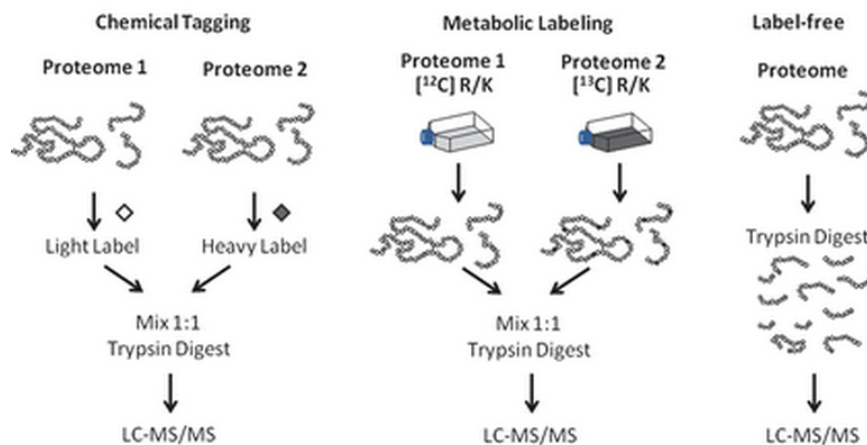 Chemical Tagging
Proteome 1
Proteome 2
Light Label
Heavy Label
Mix 1:1
Trypsin Digest
LC-MS/MS
Metabolic Labeling
Proteome 1
[¹²C] R/K
Proteome 2
[¹³C] R/K
Mix 1:1
Trypsin Digest
LC-MS/MS
Label-free
Proteome
Trypsin Digest
LC-MS/MS